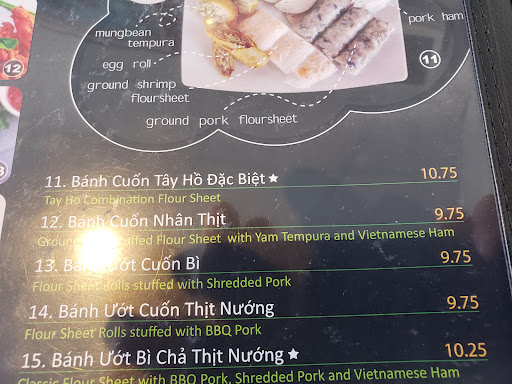 pork ham
mungbean
tempura
egg roll
ground shrimp
floursheet
11
12
ground pork floursheet
11. Bánh Cuốn Tây Hồ Đặc Biệt ★ 10.75
Tay Ho Combination Flour Sheet
12. Bánh Cuốn Nhân Thịt 9.75
Ground stuffed Flour Sheet with Yam Tempura and Vietnamese Ham
13. Bánh Ướt Cuốn Bì 9.75
Flour Sheet Rolls stuffed with Shredded Pork
14. Bánh Ướt Cuốn Thịt Nướng 9.75
Flour Sheet Rolls stuffed with BBQ Pork
15. Bánh Ướt Bì Chả Thịt Nướng ★ 10.25
Classic Flour Sheet with BBQ Pork, Shredded Pork and Vietnamese Ham